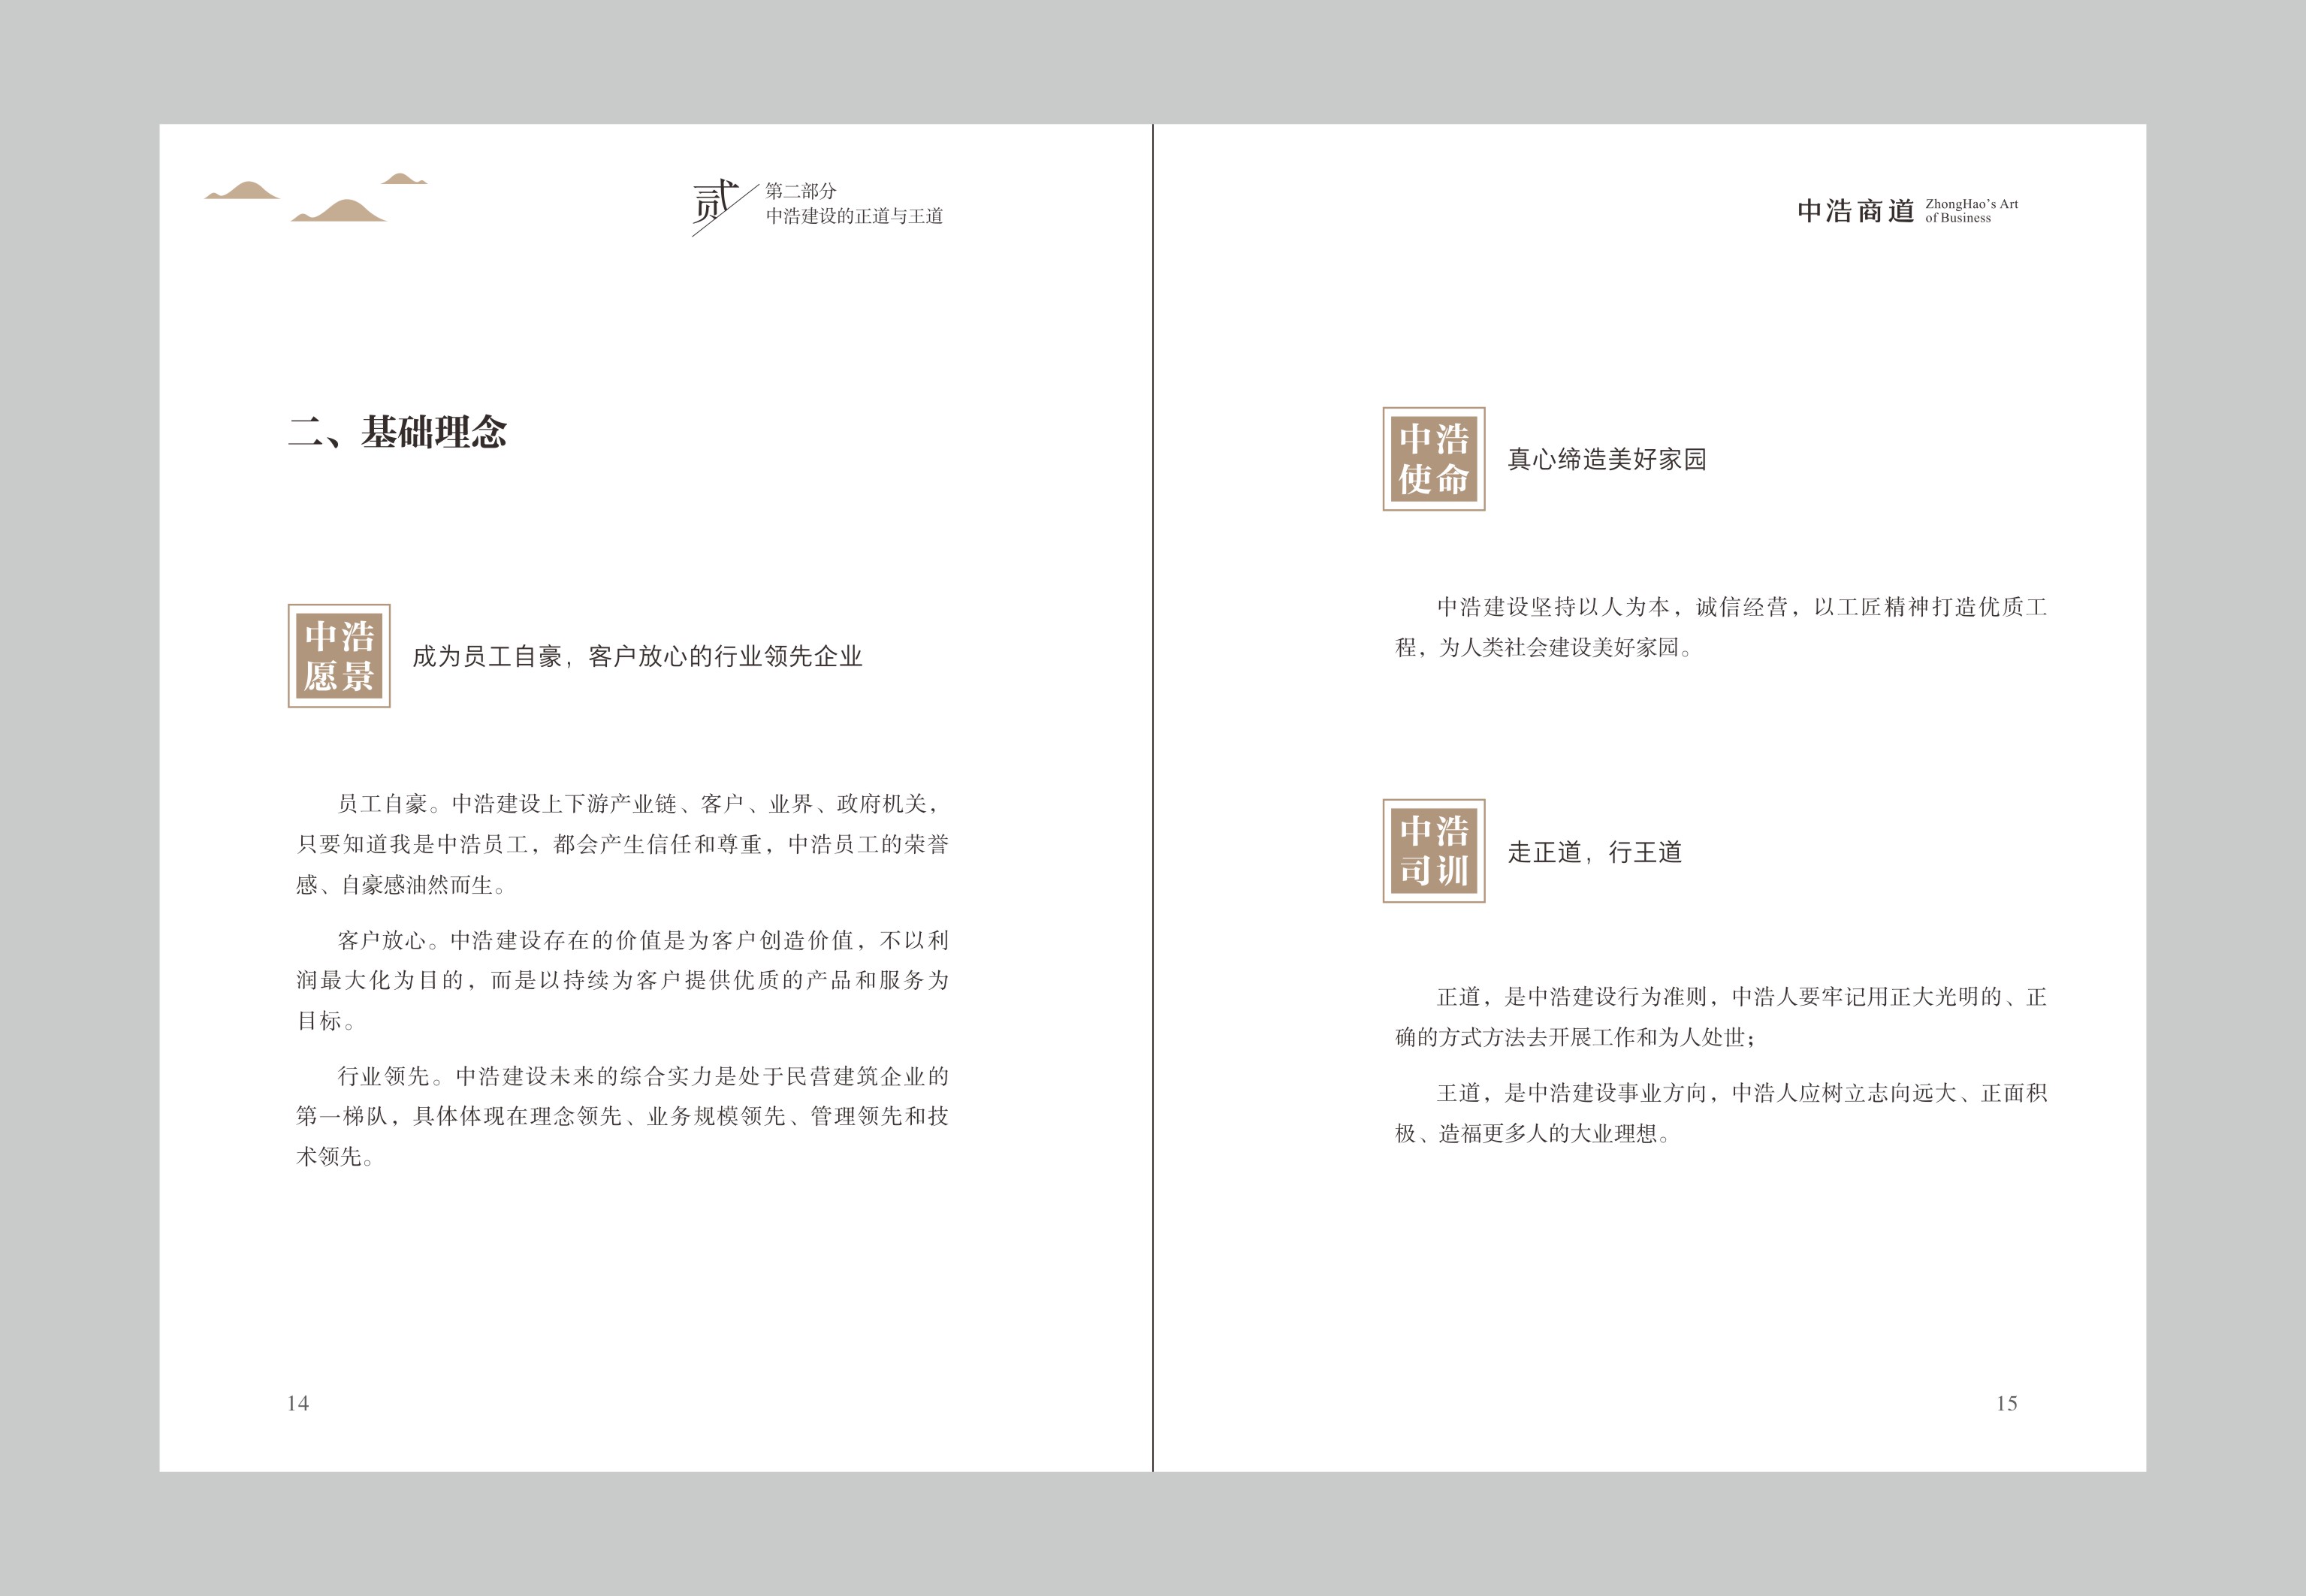 贰
第二部分
中浩建设的正道与王道
二、基础理念
中浩
愿景
成为员工自豪，客户放心的行业领先企业
员工自豪。中浩建设上下游产业链、客户、业界、政府机关，
只要知道我是中浩员工，都会产生信任和尊重，中浩员工的荣誉
感、自豪感油然而生。
客户放心。中浩建设存在的价值是为客户创造价值，不以利
润最大化为目的，而是以持续为客户提供优质的产品和服务为
目标。
行业领先。中浩建设未来的综合实力是处于民营建筑企业的
第一梯队，具体体现在理念领先、业务规模领先、管理领先和技
术领先。
14
中浩商道
ZhongHao's Art
of Business
中浩
使命
真心缔造美好家园
中浩建设坚持以人为本，诚信经营，以工匠精神打造优质工
程，为人类社会建设美好家园。
中浩
司训
走正道，行王道
正道，是中浩建设行为准则，中浩人要牢记用正大光明的、正
确的方式方法去开展工作和为人处世；
王道，是中浩建设事业方向，中浩人应树立志向远大、正面积
极、造福更多人的大业理想。
15